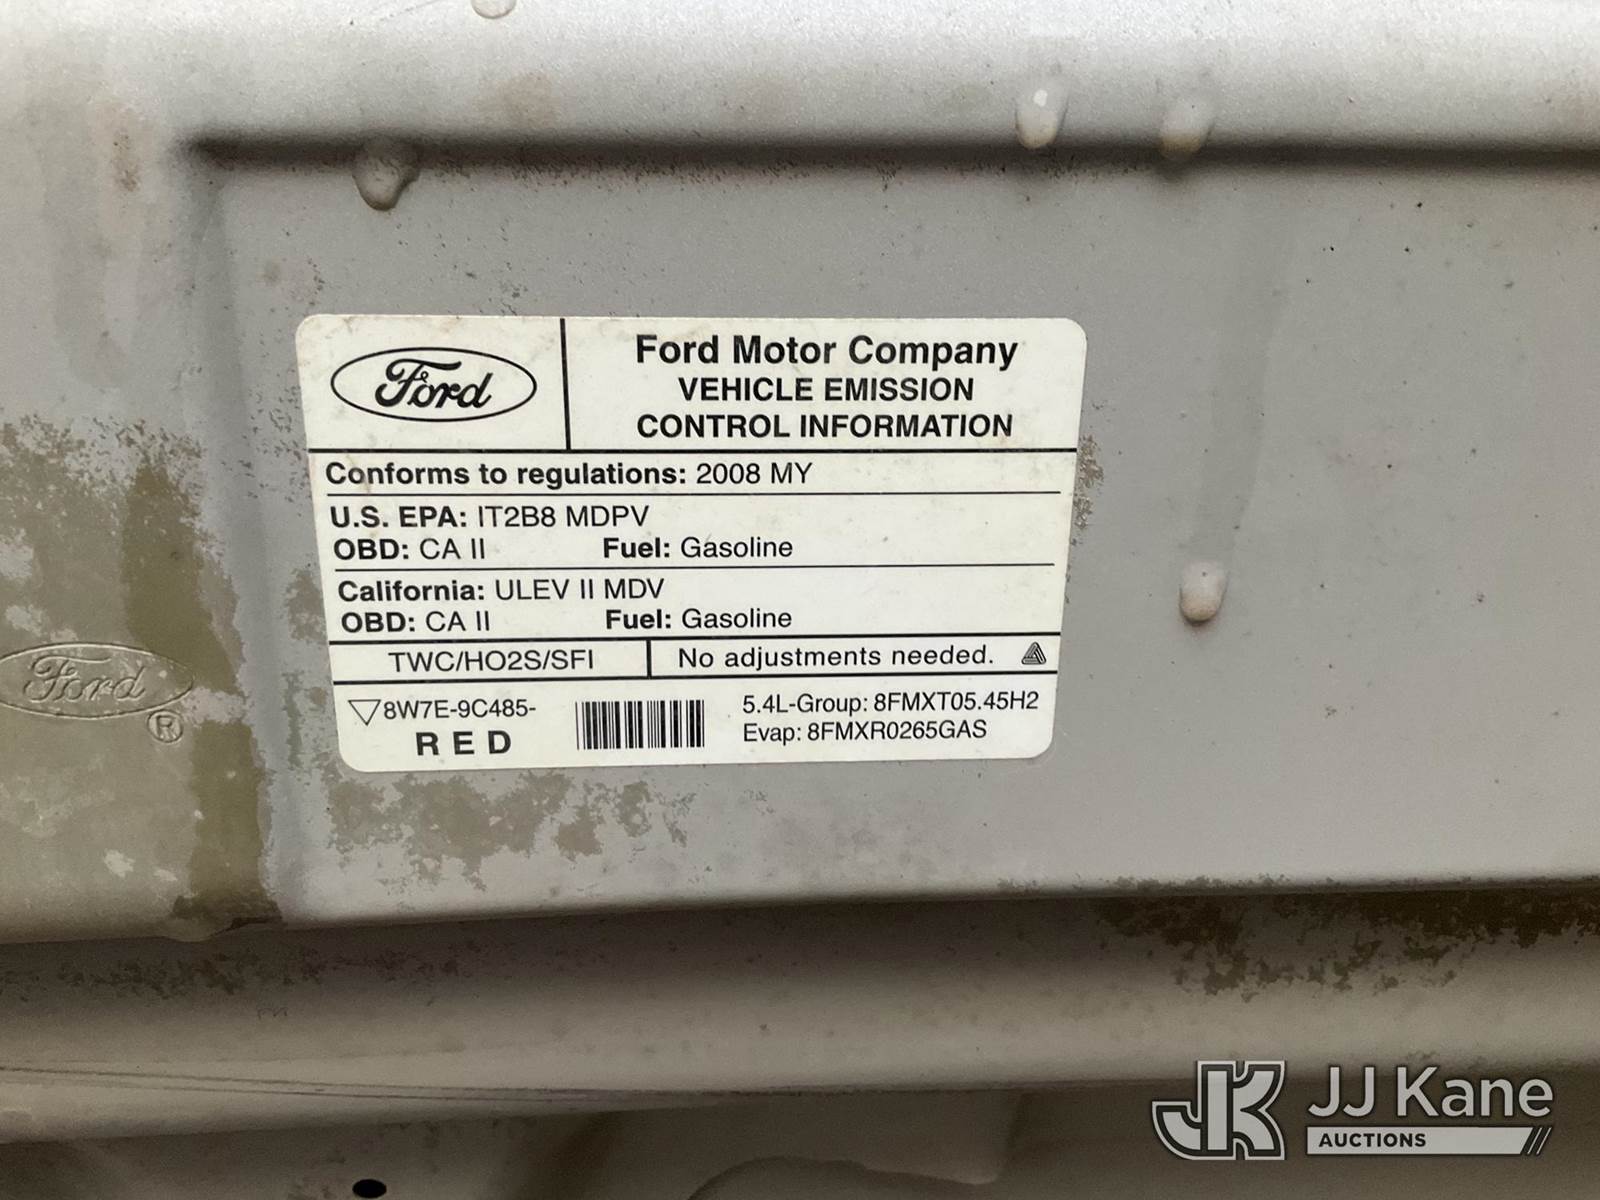 Ford
Ford Motor Company
VEHICLE EMISSION
CONTROL INFORMATION
Conforms to regulations: 2008 MY
U.S. EPA: IT2B8 MDPV
OBD: CA II Fuel: Gasoline
California: ULEV II MDV
OBD: CA II Fuel: Gasoline
TWC/HO2S/SFI No adjustments needed.
8W7E-9C485-
RED
5.4L-Group: 8FMXT05.45H2
Evap: 8FMXR0265GAS
Ford
®
JK JJ Kane
AUCTIONS